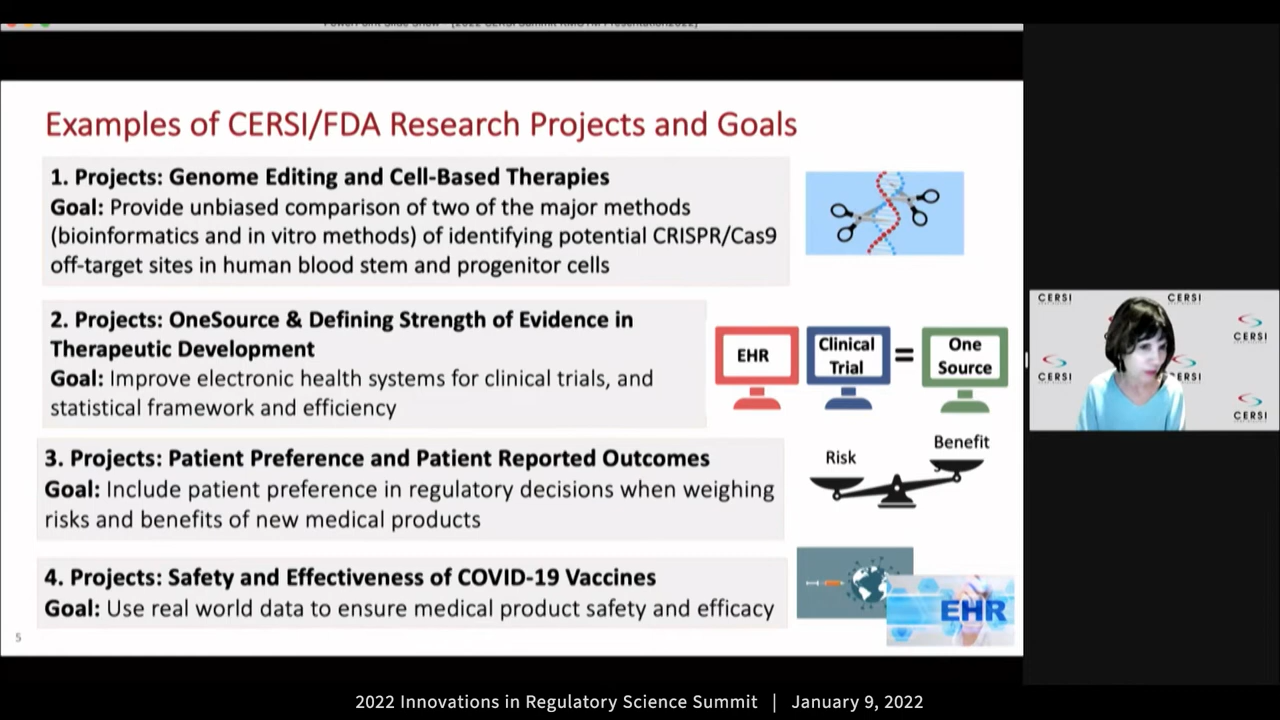 Examples of CERSI/FDA Research Projects and Goals
1. Projects: Genome Editing and Cell-Based Therapies
Goal: Provide unbiased comparison of two of the major methods
(bioinformatics and in vitro methods) of identifying potential CRISPR/Cas9
off-target sites in human blood stem and progenitor cells
2. Projects: OneSource & Defining Strength of Evidence in
Therapeutic Development
Goal: Improve electronic health systems for clinical trials, and
statistical framework and efficiency
EHR
Clinical
Trial
=
One
Source
3. Projects: Patient Preference and Patient Reported Outcomes
Goal: Include patient preference in regulatory decisions when weighing
risks and benefits of new medical products
Risk
Benefit
4. Projects: Safety and Effectiveness of COVID-19 Vaccines
Goal: Use real world data to ensure medical product safety and efficacy
EHR
5
CERSI
CERSI
CERSI
CERSI
CERSI
2022 Innovations in Regulatory Science Summit | January 9, 2022